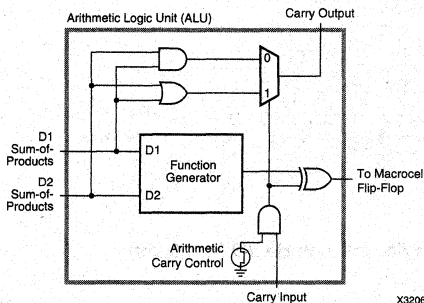 Arithmetic Logic Unit (ALU)
Carry Output
0
1
D1
Sum-of-
Products
D2
Sum-of-
Products
D1
D2
Function
Generator
To Macrocel
Flip-Flop
Arithmetic
Carry Control
Carry Input
X3206